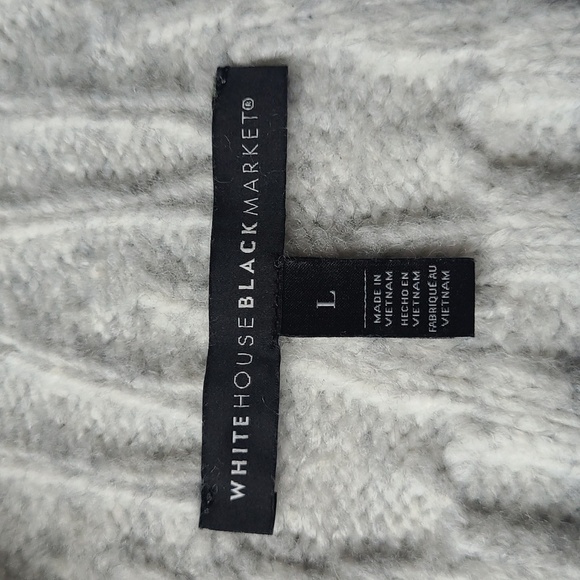 WHITEHOUSEBLACKMARKET®
L
MADE IN
VIETNAM
HECHO EN
VIETNAM
FABRIQUÉ AU
VIETNAM